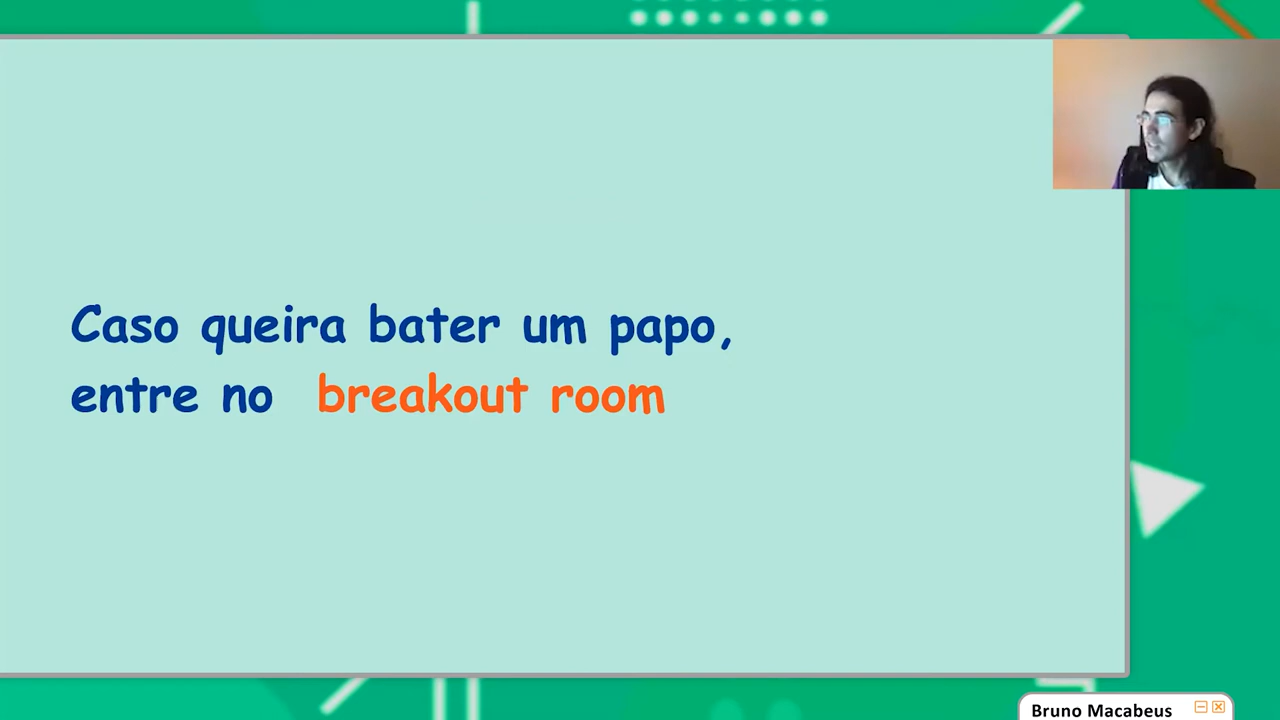 Caso queira bater um papo,
entre no breakout room
Bruno Macabeus